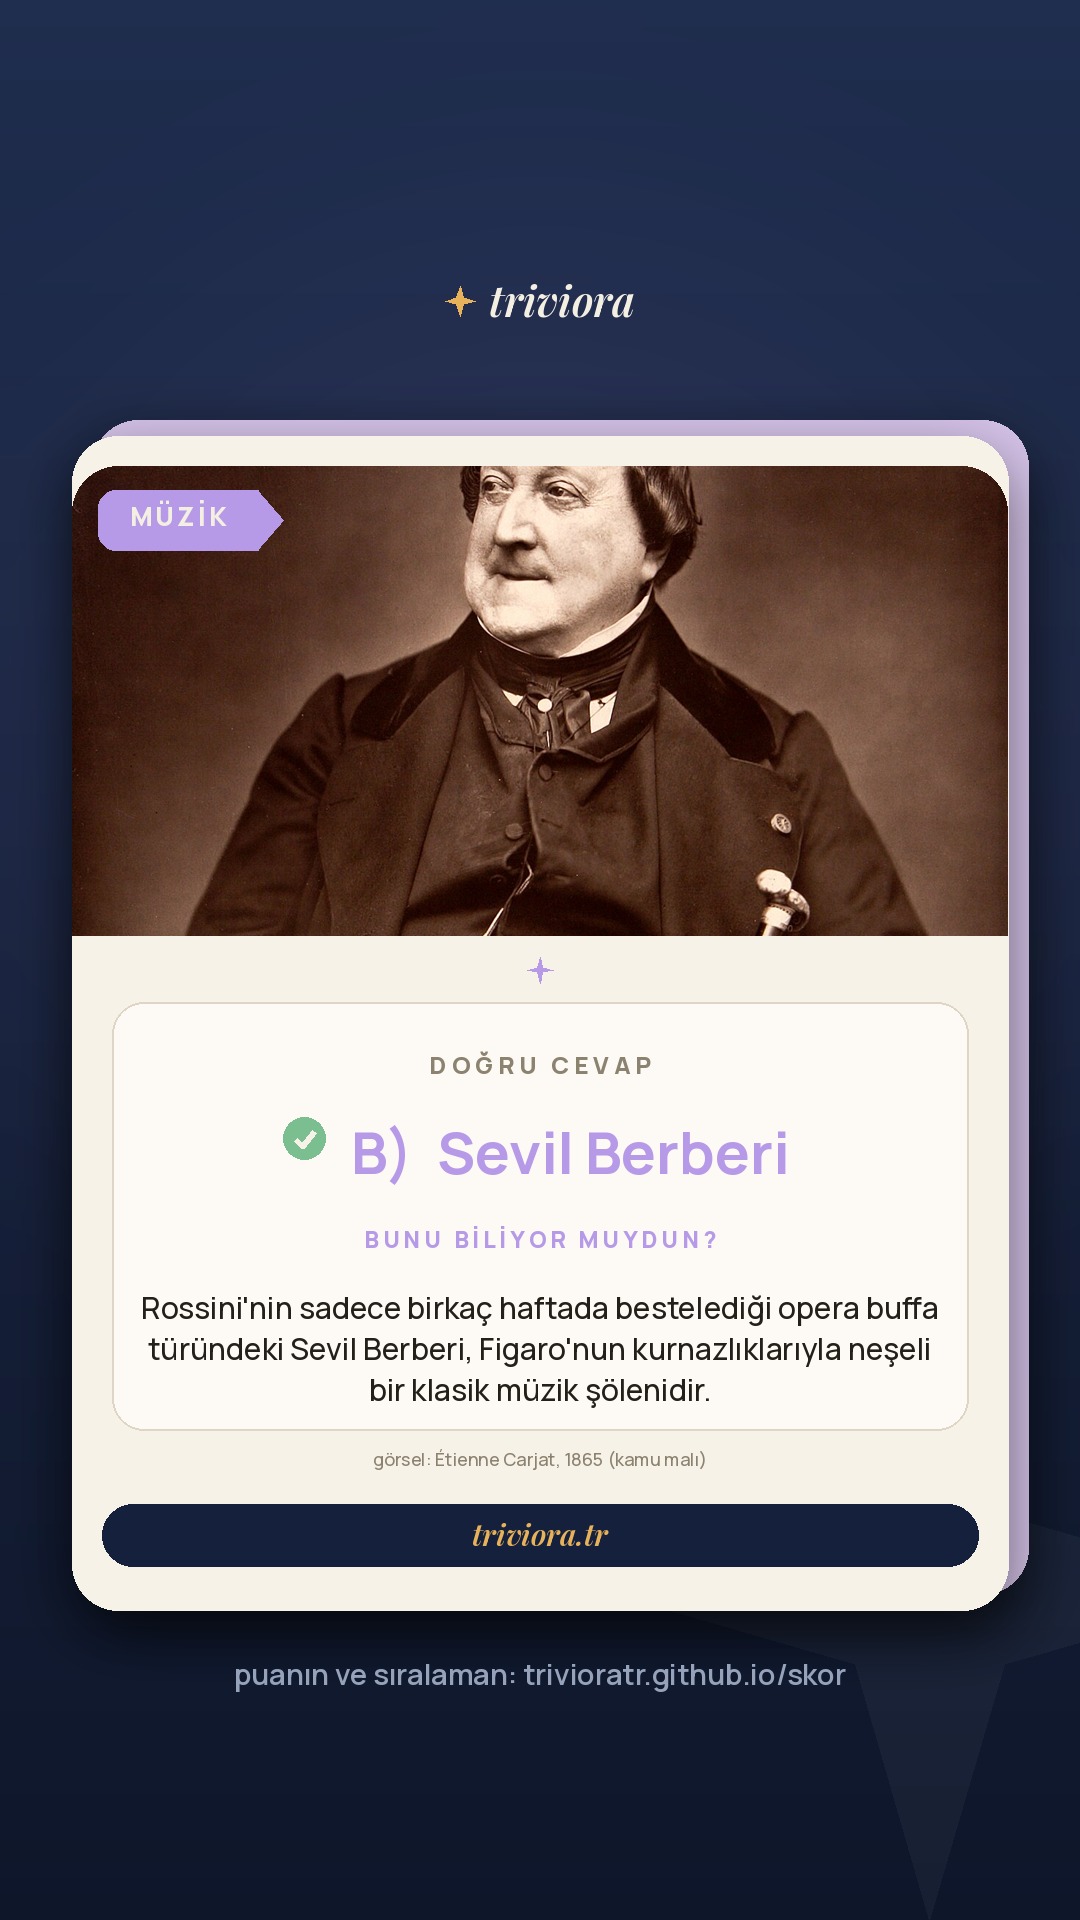 triviora
MÜZİK
DOĞRU CEVAP
B) Sevil Berberi
BUNU BİLİYOR MUYDUN?
Rossini'nin sadece birkaç haftada bestelediği opera buffa
türündeki Sevil Berberi, Figaro'nun kurnazlıklarıyla neşeli
bir klasik müzik şölenidir.
görsel: Étienne Carjat, 1865 (kamu malı)
triviora.tr
puanın ve sıralaman: trivioratr.github.io/skor